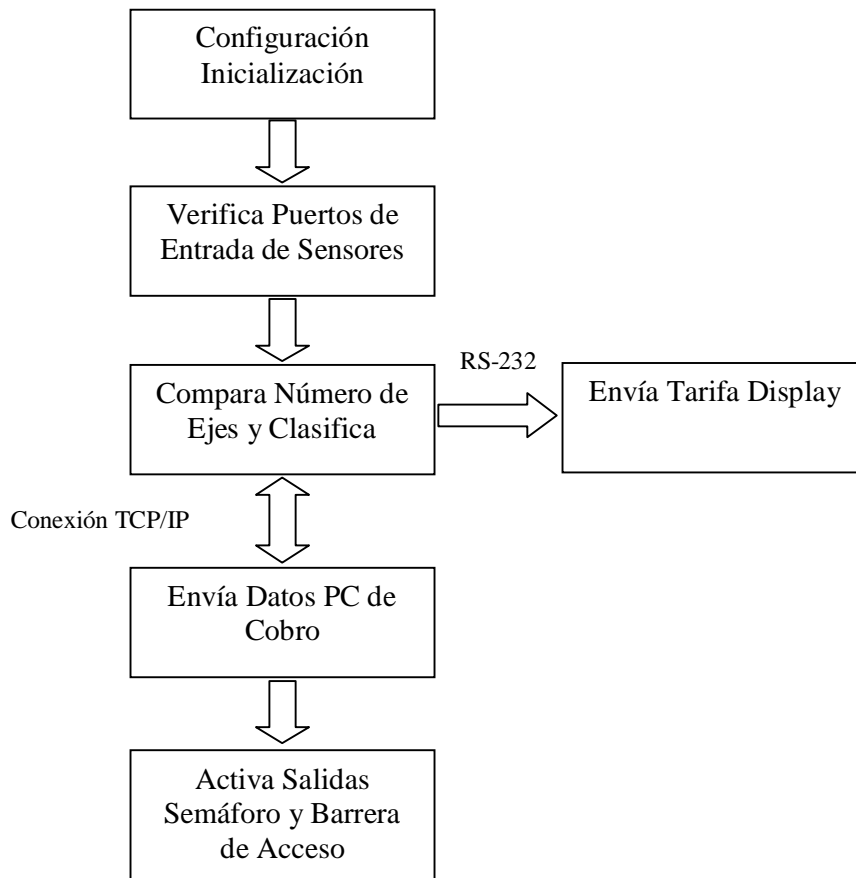 Configuración
Inicialización
Verifica Puertos de
Entrada de Sensores
RS-232
Compara Número de
Ejes y Clasifica
Envía Tarifa Display
Conexión TCP/IP
Envía Datos PC de
Cobro
Activa Salidas
Semáforo y Barrera
de Acceso